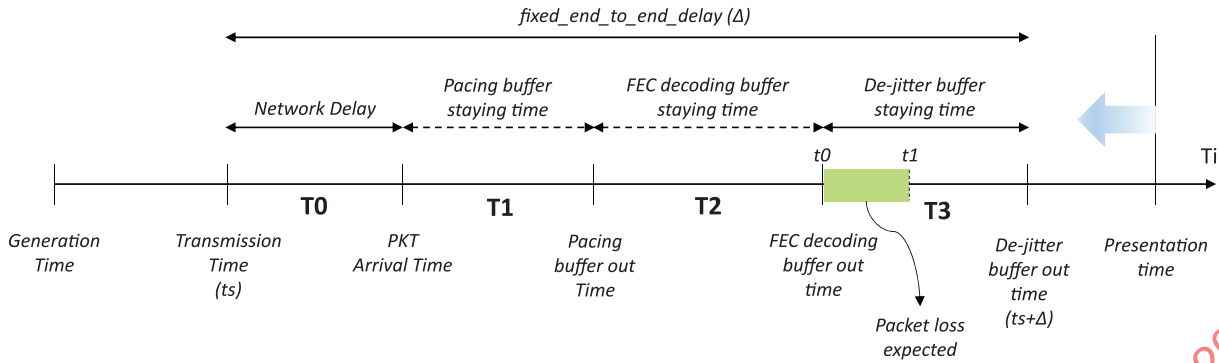 fixed_end_to_end_delay (Δ)
Pacing buffer
staying time
FEC decoding buffer
staying time
De-jitter buffer
staying time
Network Delay
t0
t1
T0
T1
T2
T3
Generation
Time
Transmission
Time
(ts)
PKT
Arrival Time
Pacing
buffer out
Time
FEC decoding
buffer out
time
De-jitter
buffer out
time
(ts+Δ)
Presentation
time
Packet loss
expected